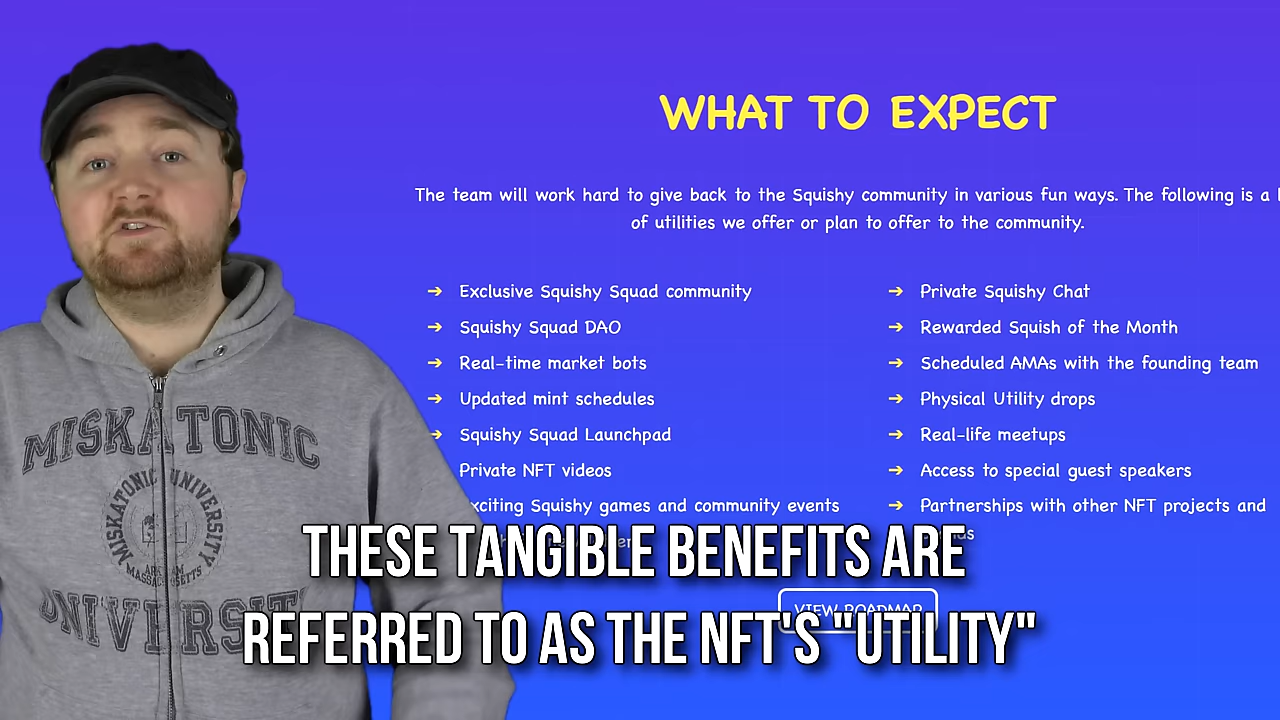 WHAT TO EXPECT
The team will work hard to give back to the Squishy community in various fun ways. The following is a
of utilities we offer or plan to offer to the community.
➔ Exclusive Squishy Squad community
➔ Squishy Squad DAO
➔ Real-time market bots
➔ Updated mint schedules
➔ Squishy Squad Launchpad
Private NFT videos
xciting Squishy games and community events
➔ Private Squishy Chat
➔ Rewarded Squish of the Month
➔ Scheduled AMAs with the founding team
➔ Physical Utility drops
➔ Real-life meetups
➔ Access to special guest speakers
➔ Partnerships with other NFT projects and
VIEW ROADMAP
MISKATONIC
MISKATONIC UNIVERSITY
ARKHAM
MASSACHUSETTS
UNIVERSIT
THESE TANGIBLE BENEFITS ARE
REFERRED TO AS THE NFT'S "UTILITY"